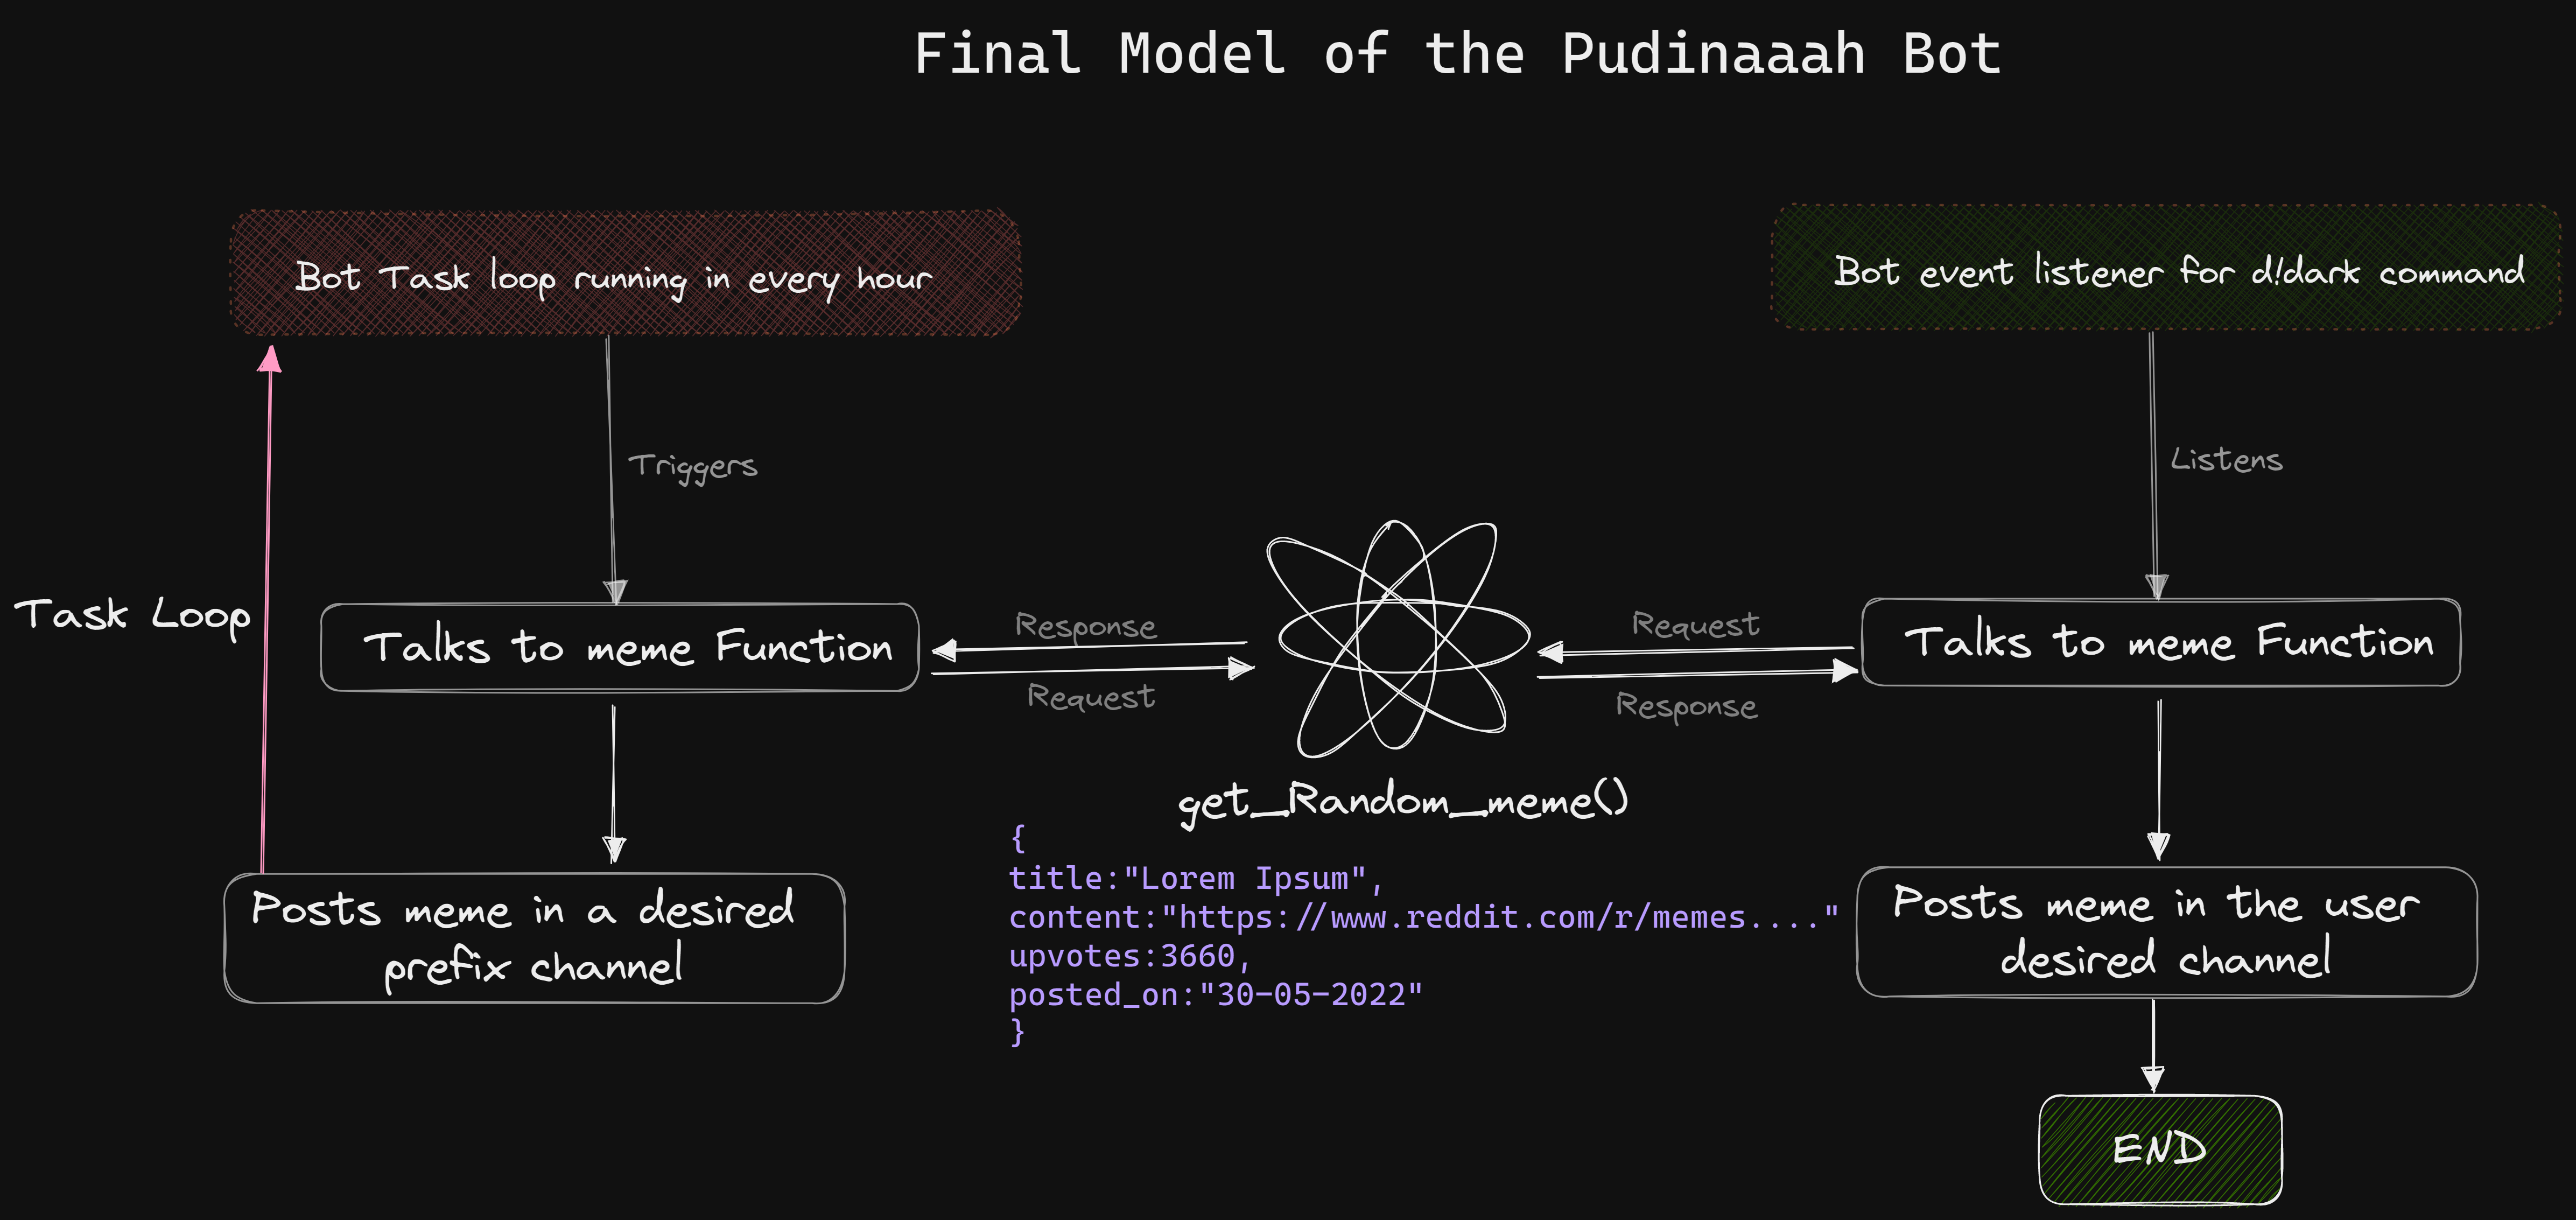 Final Model of the Pudinaaah Bot
Bot Task loop running in every hour
Bot event listener for d!dark command
Triggers
Listens
Task Loop
Talks to meme Function
Response
Request
Request
Response
Talks to meme Function
get_Random_meme()
{
title:"Lorem Ipsum",
content:"https://www.reddit.com/r/memes...."
upvotes:3660,
posted_on:"30-05-2022"
}
Posts meme in a desired
prefix channel
Posts meme in the user
desired channel
END